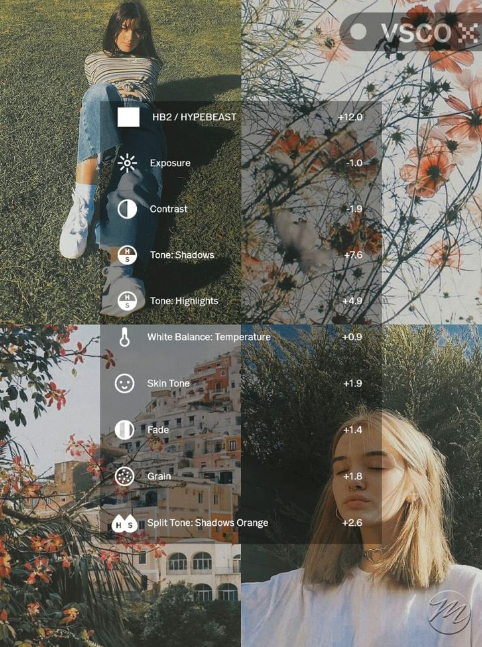 VSCO
HB2 / HYPEBEAST +12.0
Exposure -1.0
Contrast -1.9
H
S
Tone: Shadows +7.6
H
S
Tone: Highlights +4.9
White Balance: Temperature +0.9
Skin Tone +1.9
Fade +1.4
Grain +1.8
H S Split Tone: Shadows Orange +2.6
M